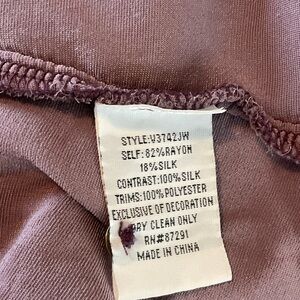 STYLE:V3742JW
SELF:82%RAYON
18%SILK
CONTRAST:100%SILK
TRIMS:100%POLYESTER
EXCLUSIVE OF DECORATION
DRY CLEAN ONLY
RN#87291
MADE IN CHINA